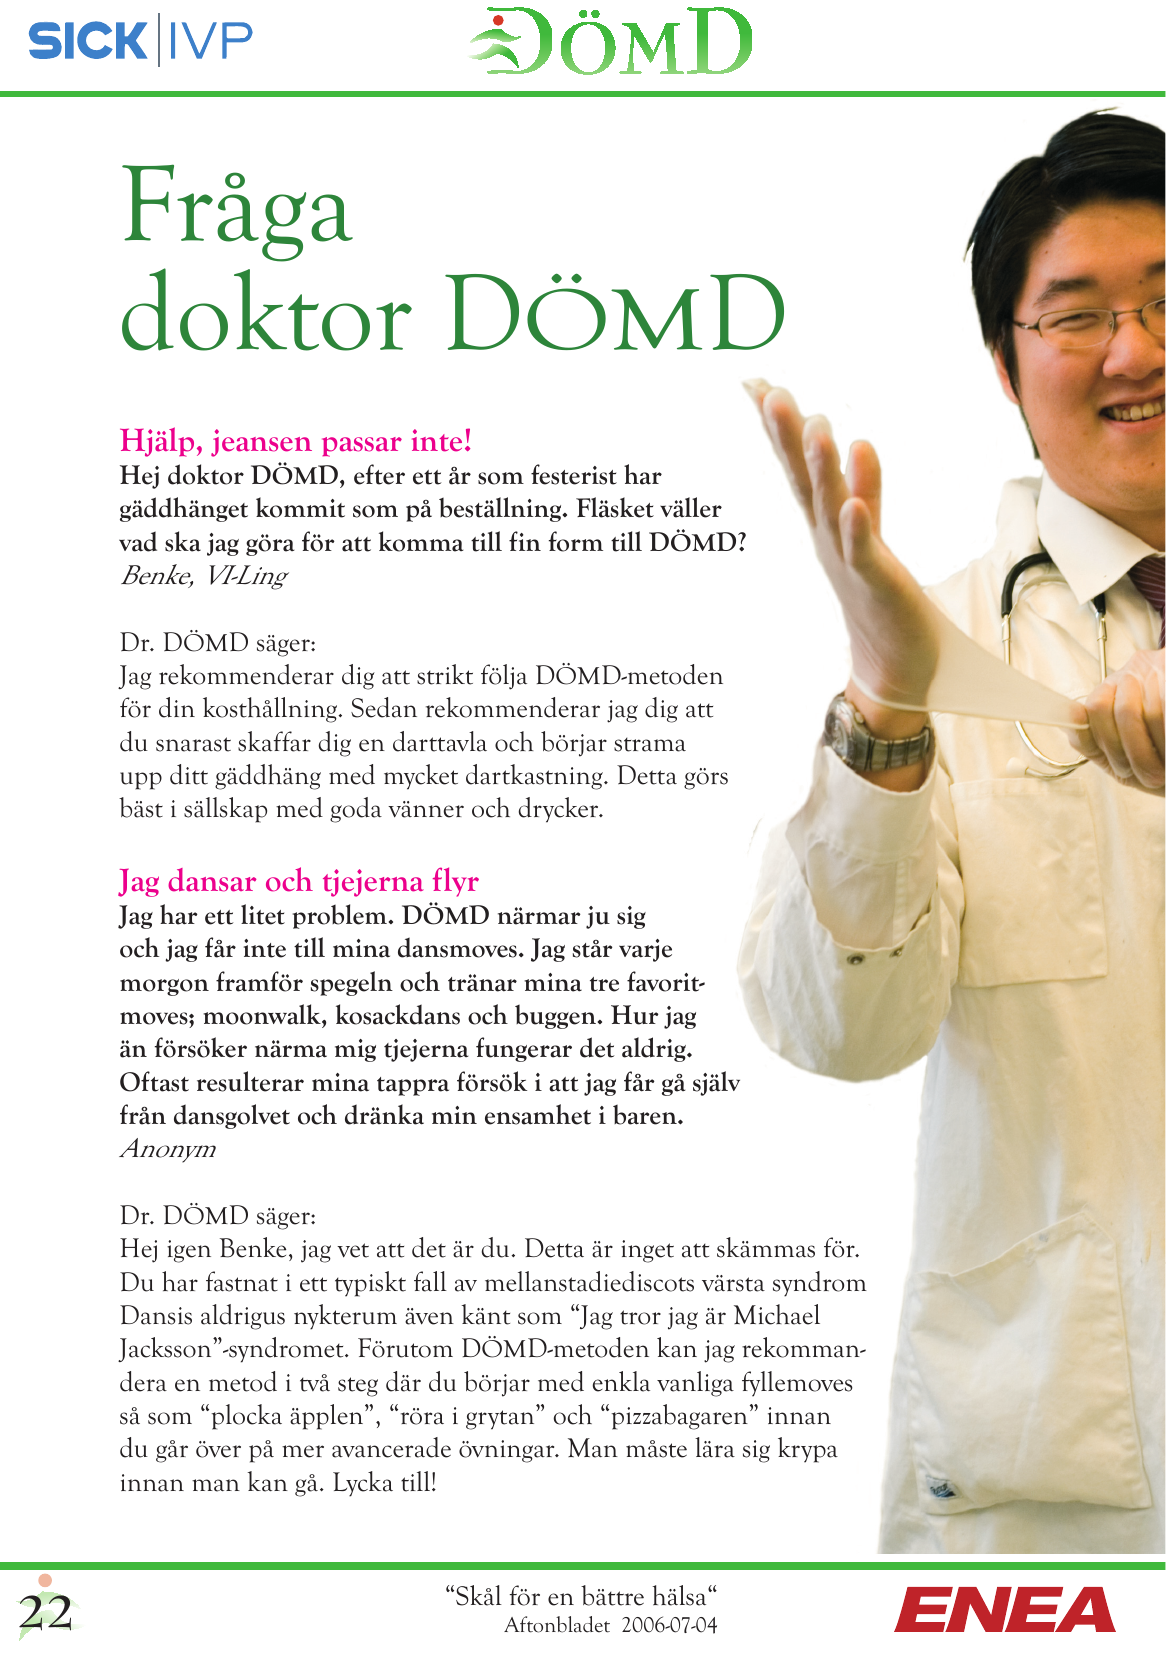 SICK IVP
DÖMD
Fråga
doktor DÖMD
Hjälp, jeansen passar inte!
Hej doktor DÖMD, efter ett år som festerist har
gäddhänget kommit som på beställning. Fläsket väller
vad ska jag göra för att komma till fin form till DÖMD?
Benke, VI-Ling
Dr. DÖMD säger:
Jag rekommenderar dig att strikt följa DÖMD-metoden
för din kosthållning. Sedan rekommenderar jag dig att
du snarast skaffar dig en darttavla och börjar strama
upp ditt gäddhäng med mycket dartkastning. Detta görs
bäst i sällskap med goda vänner och drycker.
Jag dansar och tjejerna flyr
Jag har ett litet problem. DÖMD närmar ju sig
och jag får inte till mina dansmoves. Jag står varje
morgon framför spegeln och tränar mina tre favorit-
moves; moonwalk, kosackdans och buggen. Hur jag
än försöker närma mig tjejerna fungerar det aldrig.
Oftast resulterar mina tappra försök i att jag får gå själv
från dansgolvet och dränka min ensamhet i baren.
Anonym
Dr. DÖMD säger:
Hej igen Benke, jag vet att det är du. Detta är inget att skämmas för.
Du har fastnat i ett typiskt fall av mellanstadiediscots värsta syndrom
Dansis aldrigus nykterum även känt som “Jag tror jag är Michael
Jacksson”-syndromet. Förutom DÖMD-metoden kan jag rekomman-
dera en metod i två steg där du börjar med enkla vanliga fyllemoves
så som “plocka äpplen”, “röra i grytan” och “pizzabagaren” innan
du går över på mer avancerade övningar. Man måste lära sig krypa
innan man kan gå. Lycka till!
22
“Skål för en bättre hälsa“
Aftonbladet 2006-07-04
ENEA